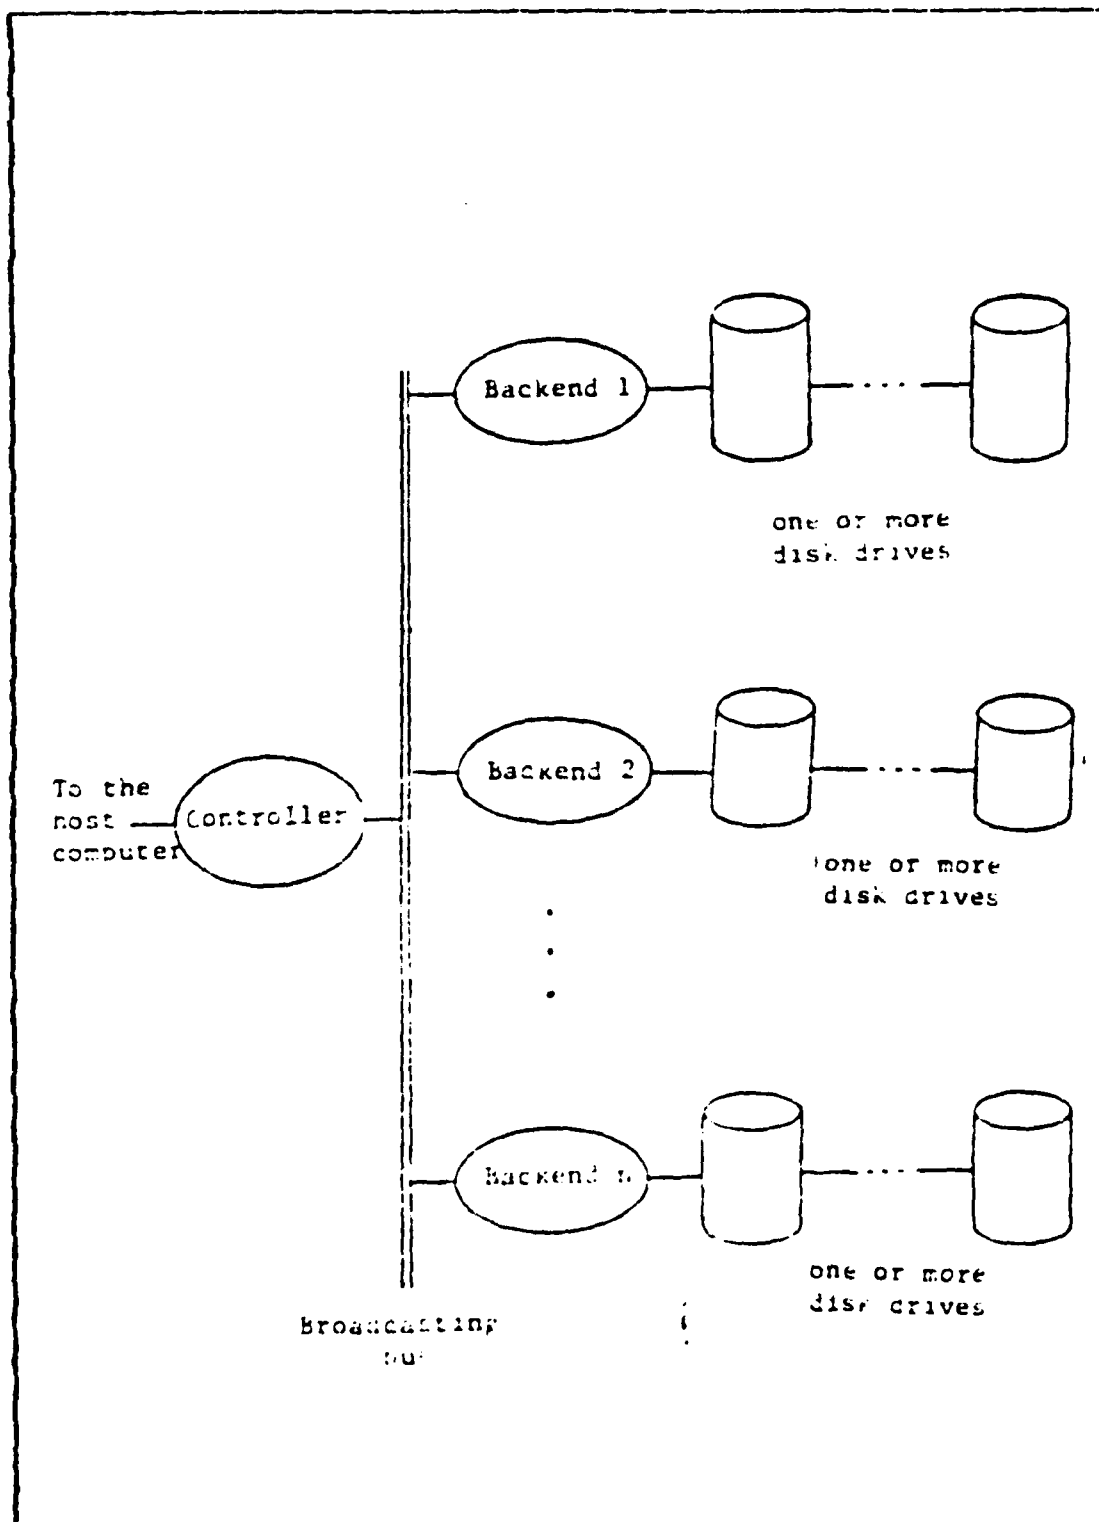 Backend 1
one or more
disk drives
To the
host
computer
Controller
Backend 2
one or more
disk drives
Backend n
one or more
disk drives
Broadcasting